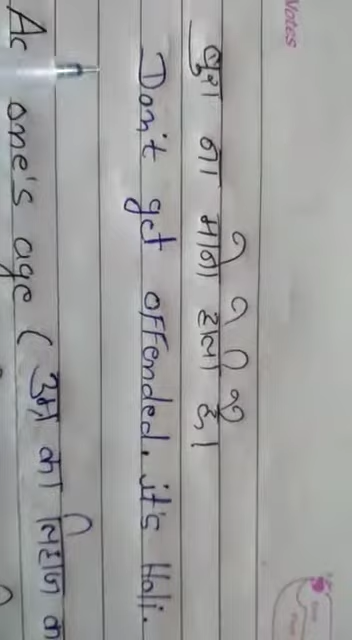 Notes
बुरा ना मानो होली है।
Don't get offended, it's Holi.
Ac one's age ( उम्र का लिहाज